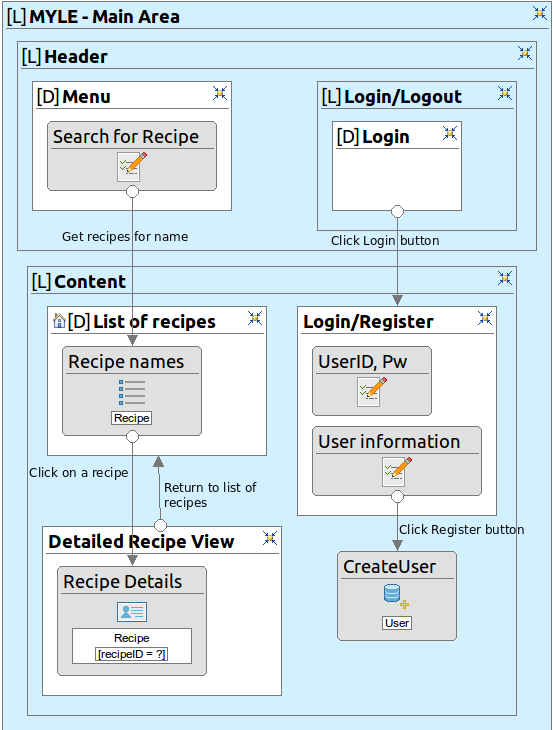 [L] MYLE - Main Area
[L] Header
[D] Menu
Search for Recipe
[L] Login/Logout
[D] Login
Get recipes for name
Click Login button
[L] Content
[D] List of recipes
Recipe names
Recipe
Login/Register
UserID, Pw
User information
Click on a recipe
Return to list of
recipes
Click Register button
Detailed Recipe View
Recipe Details
Recipe
[recipeID = ?]
CreateUser
User